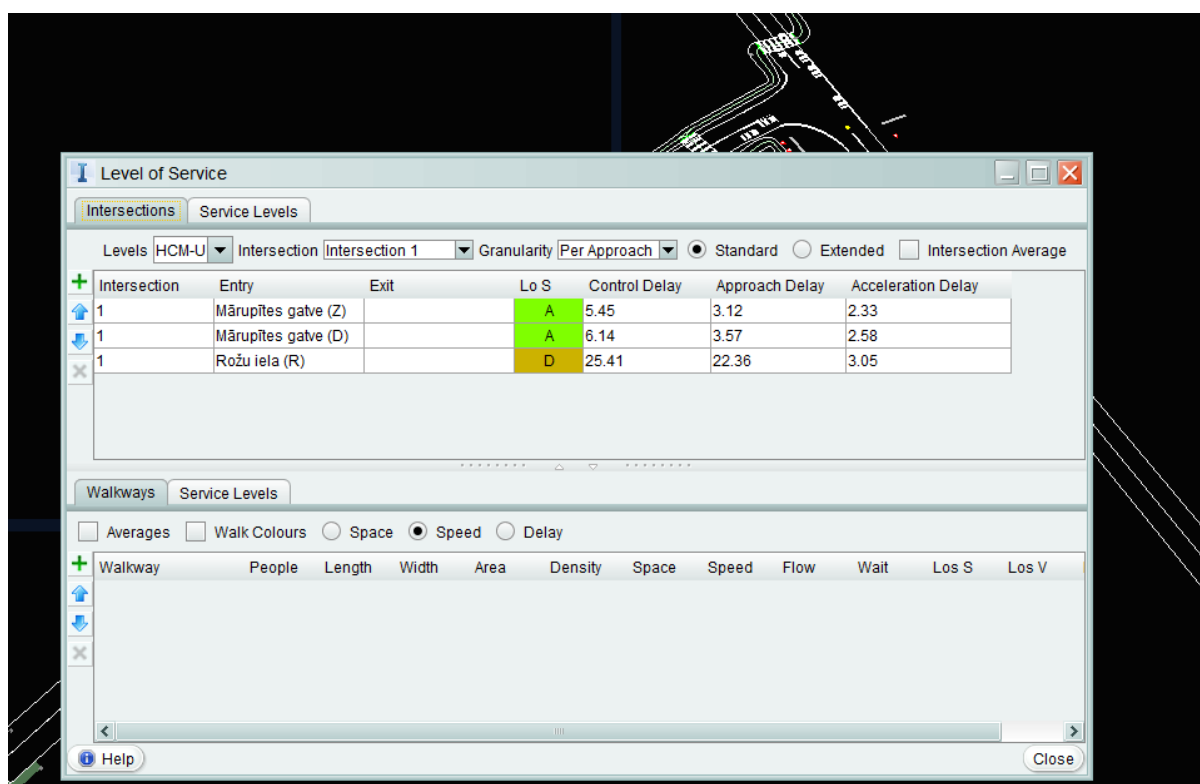 I Level of Service
Intersections Service Levels
Levels HCM-U Intersection Intersection 1 Granularity Per Approach Standard Extended Intersection Average
Intersection Entry Exit Lo S Control Delay Approach Delay Acceleration Delay
1 Mārupītes gatve (Z) A 5.45 3.12 2.33
1 Mārupītes gatve (D) A 6.14 3.57 2.58
1 Rožu iela (R) D 25.41 22.36 3.05
Walkways Service Levels
Averages Walk Colours Space Speed Delay
Walkway People Length Width Area Density Space Speed Flow Wait Los S Los V
Help Close